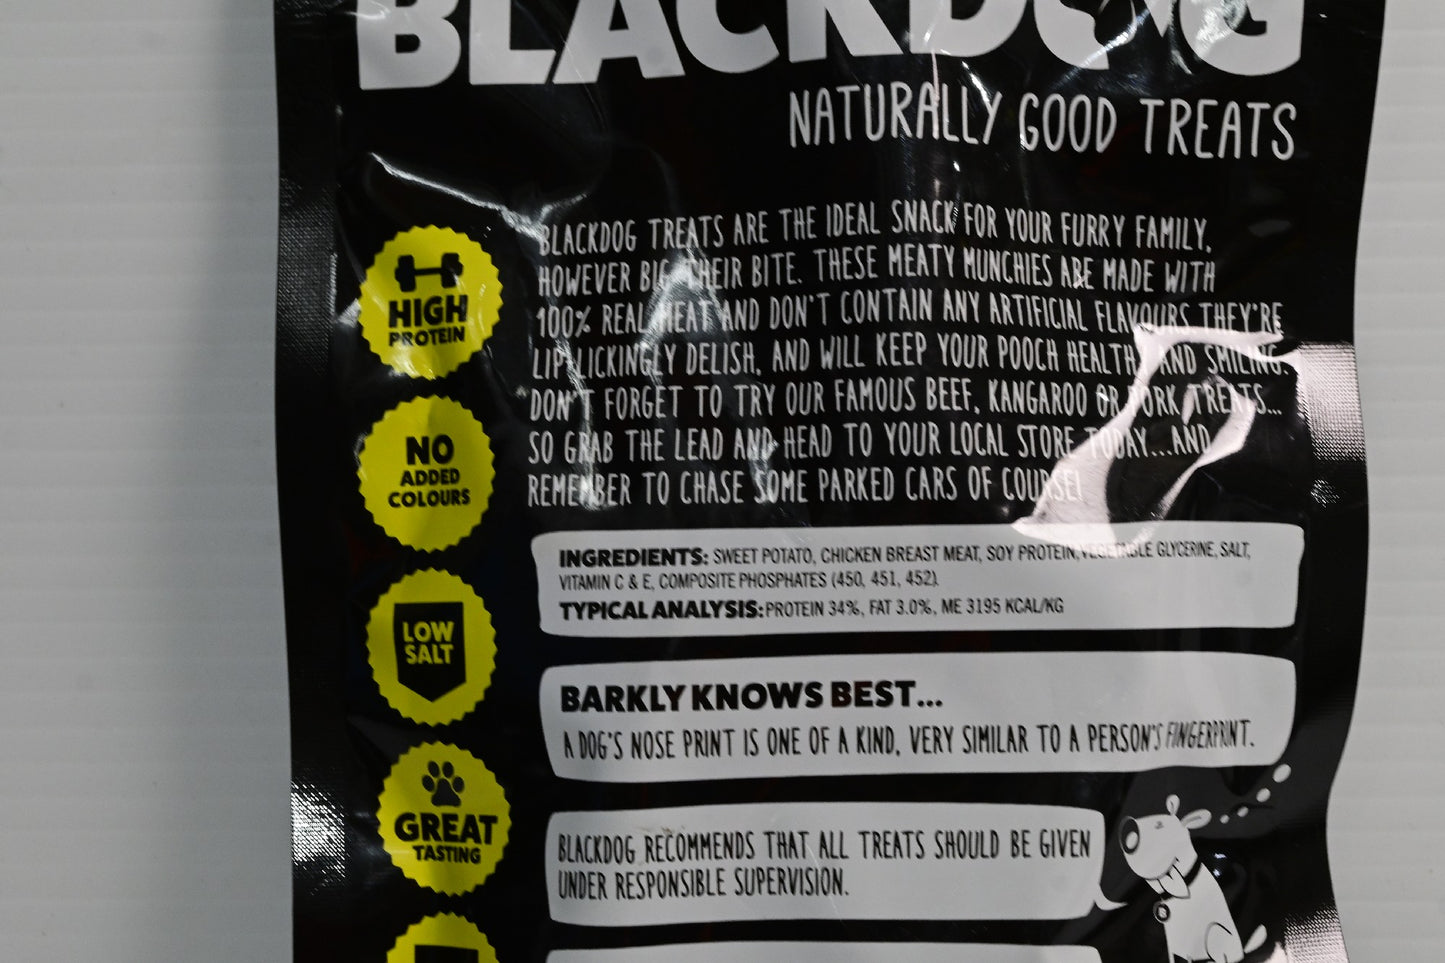 BLACKDOG
NATURALLY GOOD TREATS
BLACKDOG TREATS ARE THE IDEAL SNACK FOR YOUR FURRY FAMILY,
HOWEVER BIG THEIR BITE. THESE MEATY MUNCHIES ARE MADE WITH
100% REAL MEAT AND DON'T CONTAIN ANY ARTIFICIAL FLAVOURS THEY'RE
LIP LICKINGLY DELISH, AND WILL KEEP YOUR POOCH HEALTHY AND SMILING.
DON'T FORGET TO TRY OUR FAMOUS BEEF, KANGAROO OR PORK TREATS...
SO GRAB THE LEAD AND HEAD TO YOUR LOCAL STORE TODAY...AND
REMEMBER TO CHASE SOME PARKED CARS OF COURSE!
HIGH
PROTEIN
NO
ADDED
COLOURS
LOW
SALT
GREAT
TASTING
INGREDIENTS: SWEET POTATO, CHICKEN BREAST MEAT, SOY PROTEIN, VEGETABLE GLYCERINE, SALT,
VITAMIN C & E, COMPOSITE PHOSPHATES (450, 451, 452).
TYPICAL ANALYSIS: PROTEIN 34%, FAT 3.0%, ME 3195 KCAL/KG
BARKLY KNOWS BEST...
A DOG'S NOSE PRINT IS ONE OF A KIND, VERY SIMILAR TO A PERSON'S FINGERPRINT.
BLACKDOG RECOMMENDS THAT ALL TREATS SHOULD BE GIVEN
UNDER RESPONSIBLE SUPERVISION.